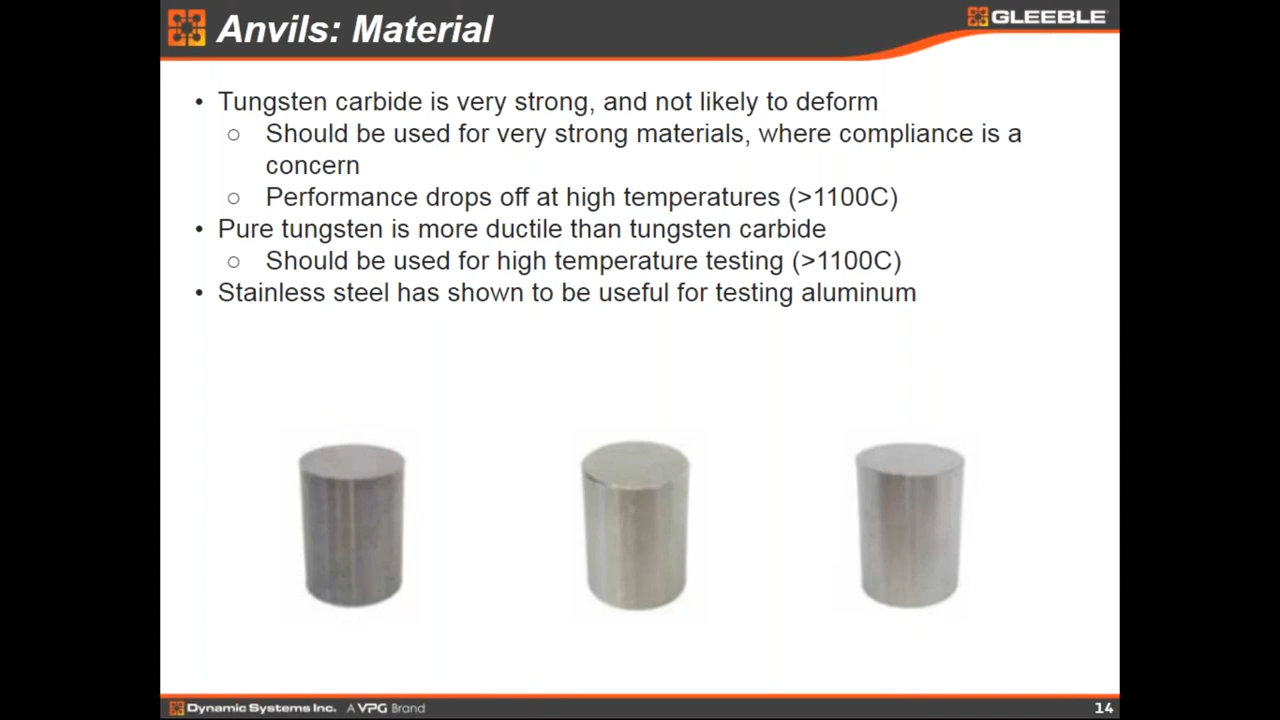 Anvils: Material
GLEEBLE
• Tungsten carbide is very strong, and not likely to deform
○ Should be used for very strong materials, where compliance is a
concern
○ Performance drops off at high temperatures (>1100C)
• Pure tungsten is more ductile than tungsten carbide
○ Should be used for high temperature testing (>1100C)
• Stainless steel has shown to be useful for testing aluminum
Dynamic Systems Inc. A VPG Brand
14